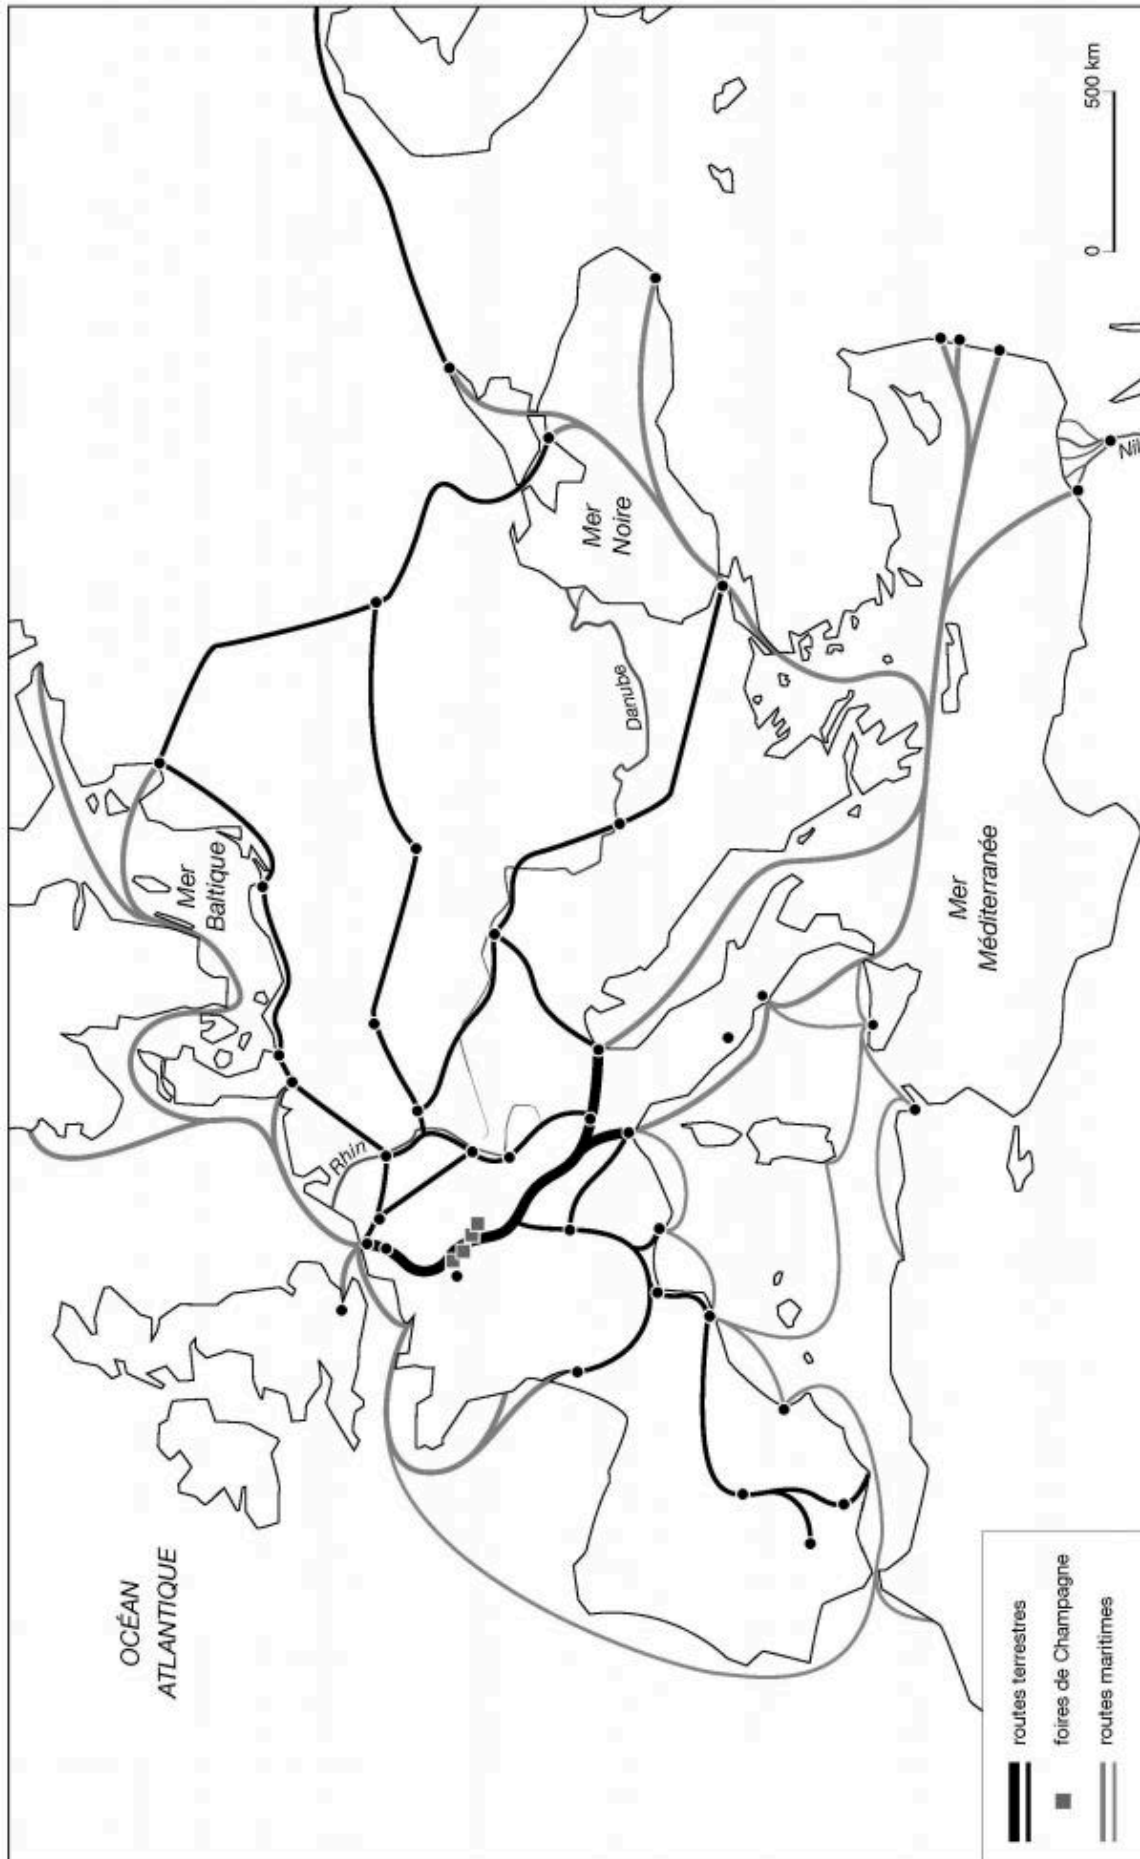 OCÉAN
ATLANTIQUE
Mer
Baltique
Rhin
Danube
Mer
Noire
Mer
Méditerranée
Nil
routes terrestres
foires de Champagne
routes maritimes
0
500 km